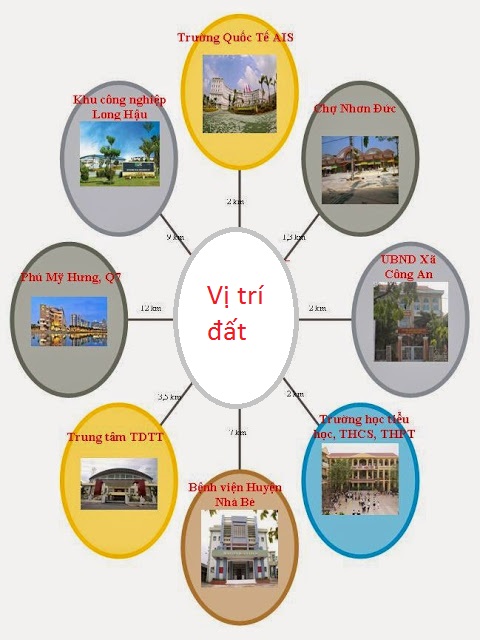 Trường Quốc Tế AIS
Khu công nghiệp
Long Hậu
Chợ Nhơn Đức
2 km
9 km
1,3 km
Phú Mỹ Hưng, Q7
UBND Xã
Công An
Vị trí
đất
12 km
2 km
3,5 km
2 km
Trung tâm TDTT
Trường học tiểu
học, THCS, THPT
7 km
Bệnh viện Huyện
Nhà Bè